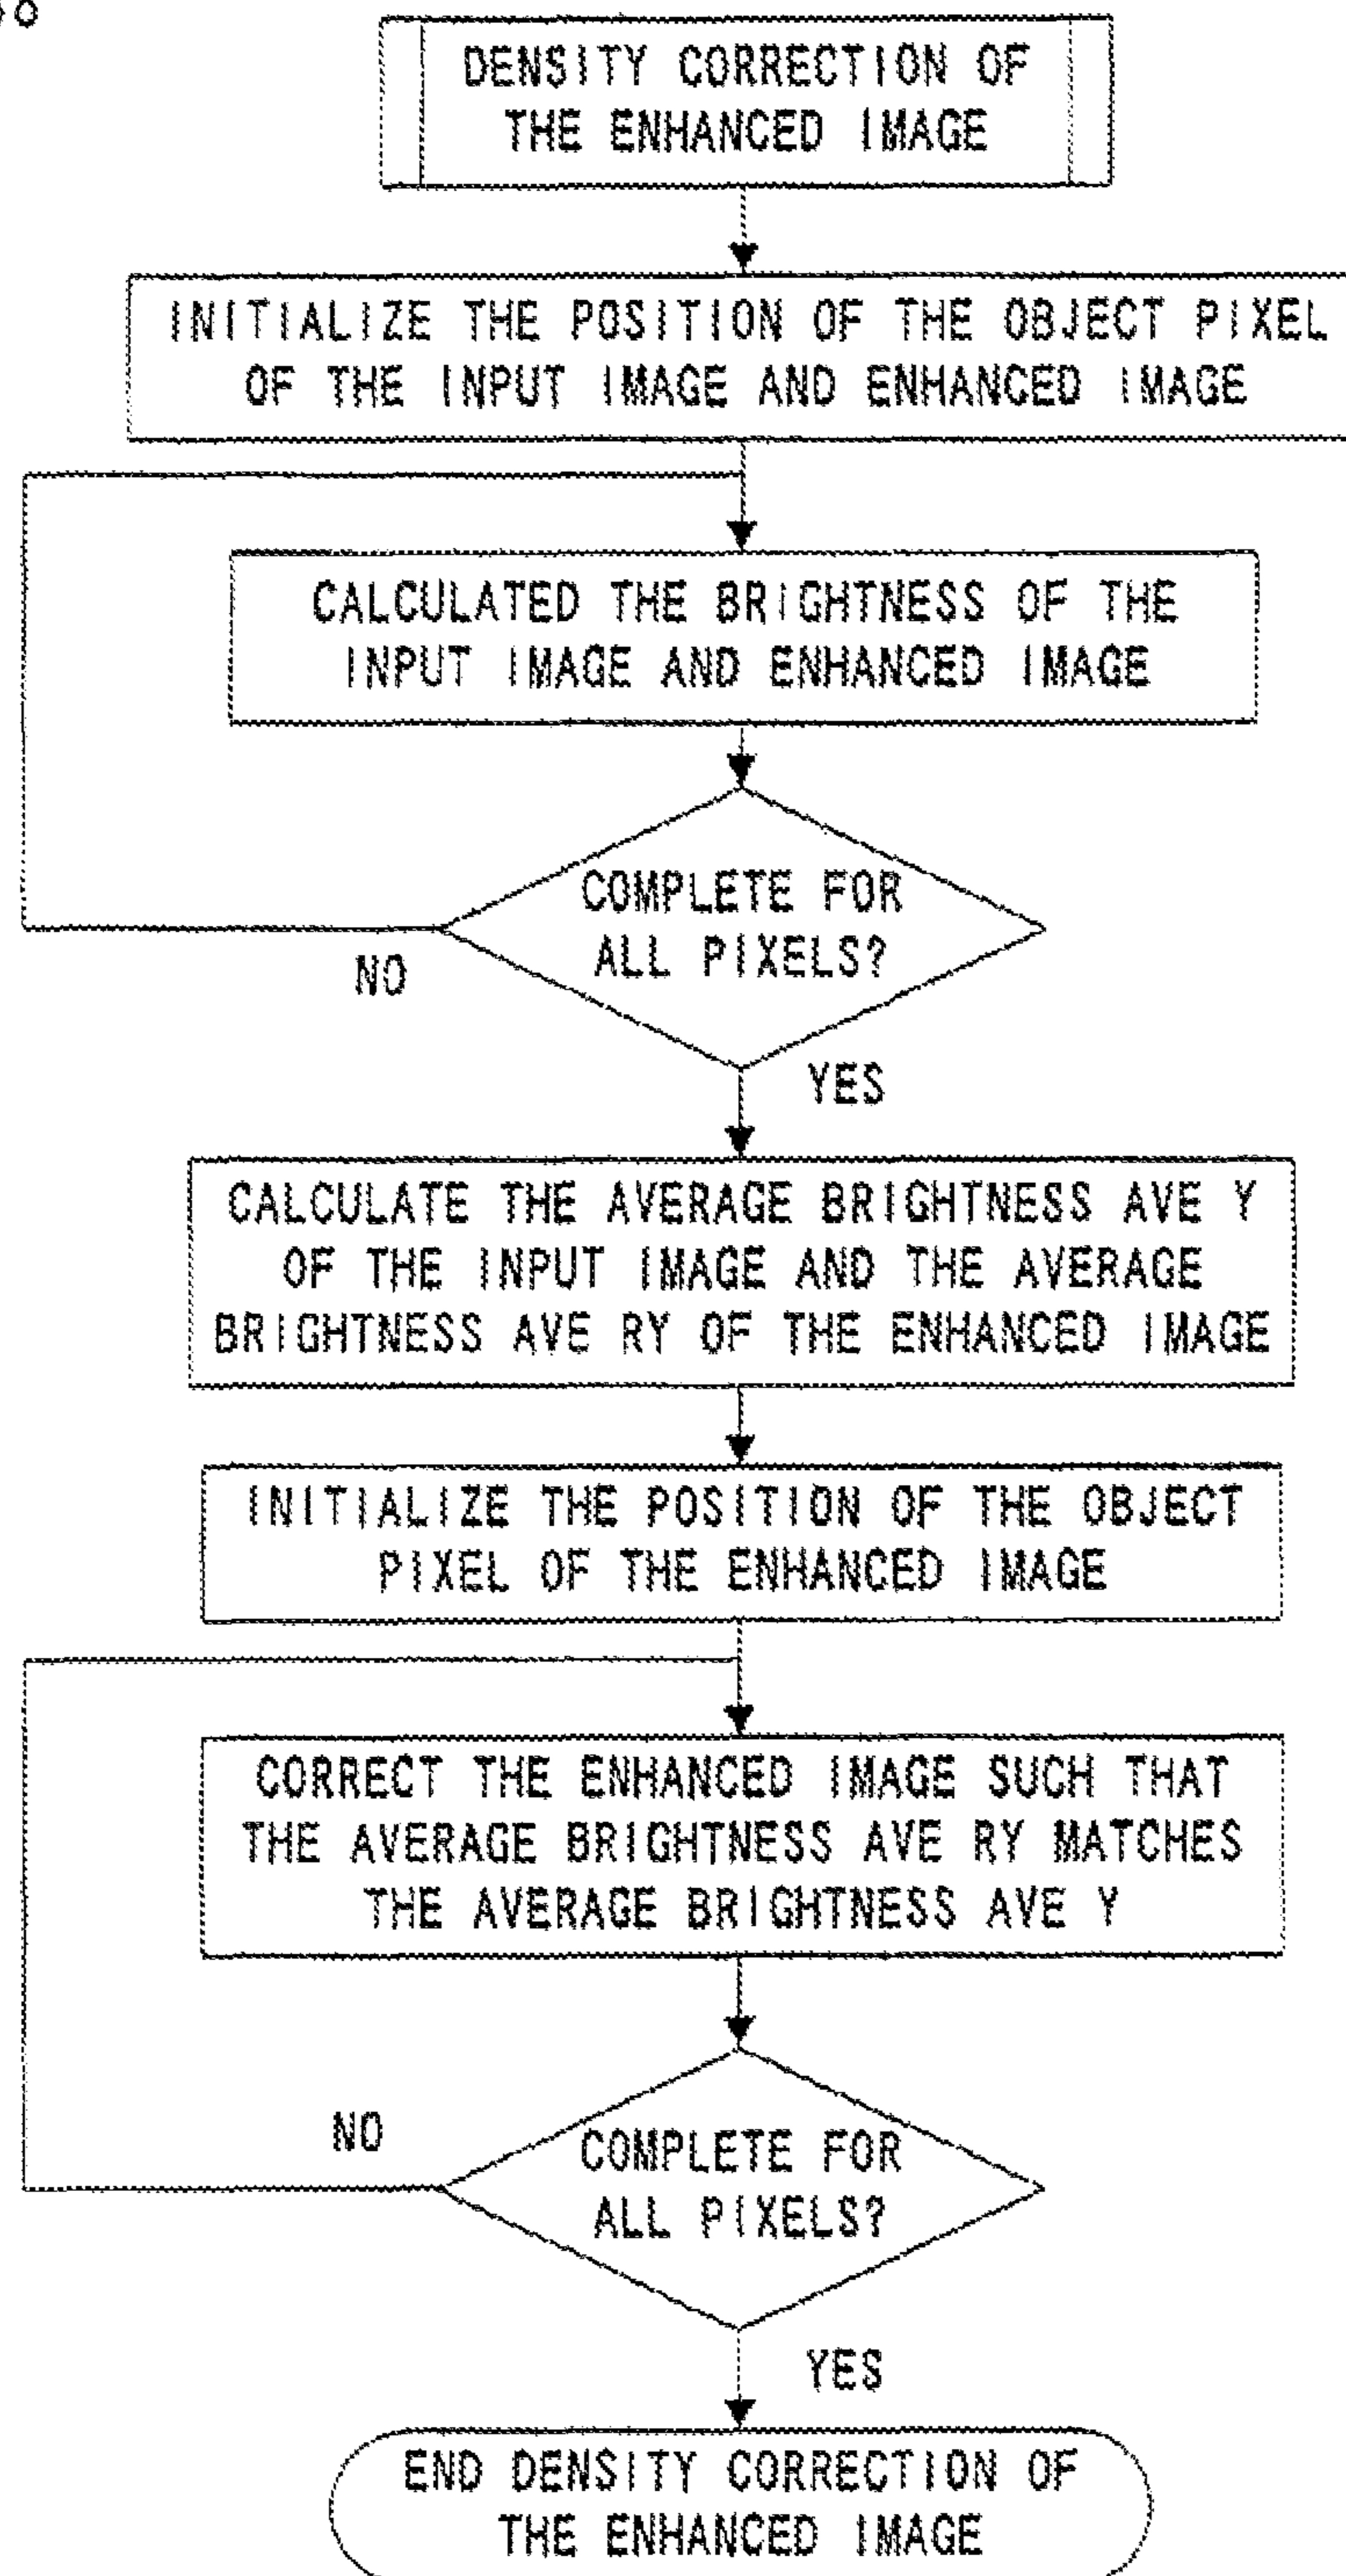 DENSITY CORRECTION OF
THE ENHANCED IMAGE
INITIALIZE THE POSITION OF THE OBJECT PIXEL
OF THE INPUT IMAGE AND ENHANCED IMAGE
CALCULATED THE BRIGHTNESS OF THE
INPUT IMAGE AND ENHANCED IMAGE
COMPLETE FOR
ALL PIXELS?
NO
YES
CALCULATE THE AVERAGE BRIGHTNESS AVE Y
OF THE INPUT IMAGE AND THE AVERAGE
BRIGHTNESS AVE RY OF THE ENHANCED IMAGE
INITIALIZE THE POSITION OF THE OBJECT
PIXEL OF THE ENHANCED IMAGE
CORRECT THE ENHANCED IMAGE SUCH THAT
THE AVERAGE BRIGHTNESS AVE RY MATCHES
THE AVERAGE BRIGHTNESS AVE Y
NO
COMPLETE FOR
ALL PIXELS?
YES
END DENSITY CORRECTION OF
THE ENHANCED IMAGE